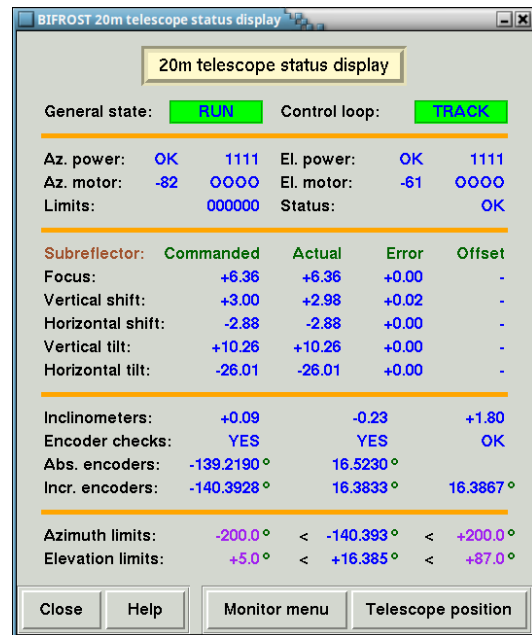 BIFROST 20m telescope status display
20m telescope status display
General state: RUN Control loop: TRACK
Az. power: OK 1111 El. power: OK 1111
Az. motor: -82 OOOO El. motor: -61 OOOO
Limits: 000000 Status: OK
Subreflector: Commanded Actual Error Offset
Focus: +6.36 +6.36 +0.00 -
Vertical shift: +3.00 +2.98 +0.02 -
Horizontal shift: -2.88 -2.88 +0.00 -
Vertical tilt: +10.26 +10.26 +0.00 -
Horizontal tilt: -26.01 -26.01 +0.00 -
Inclinometers: +0.09 -0.23 +1.80
Encoder checks: YES YES OK
Abs. encoders: -139.2190 ° 16.5230 °
Incr. encoders: -140.3928 ° 16.3833 ° 16.3867 °
Azimuth limits: -200.0 ° < -140.393 ° < +200.0 °
Elevation limits: +5.0 ° < +16.385 ° < +87.0 °
Close Help Monitor menu Telescope position